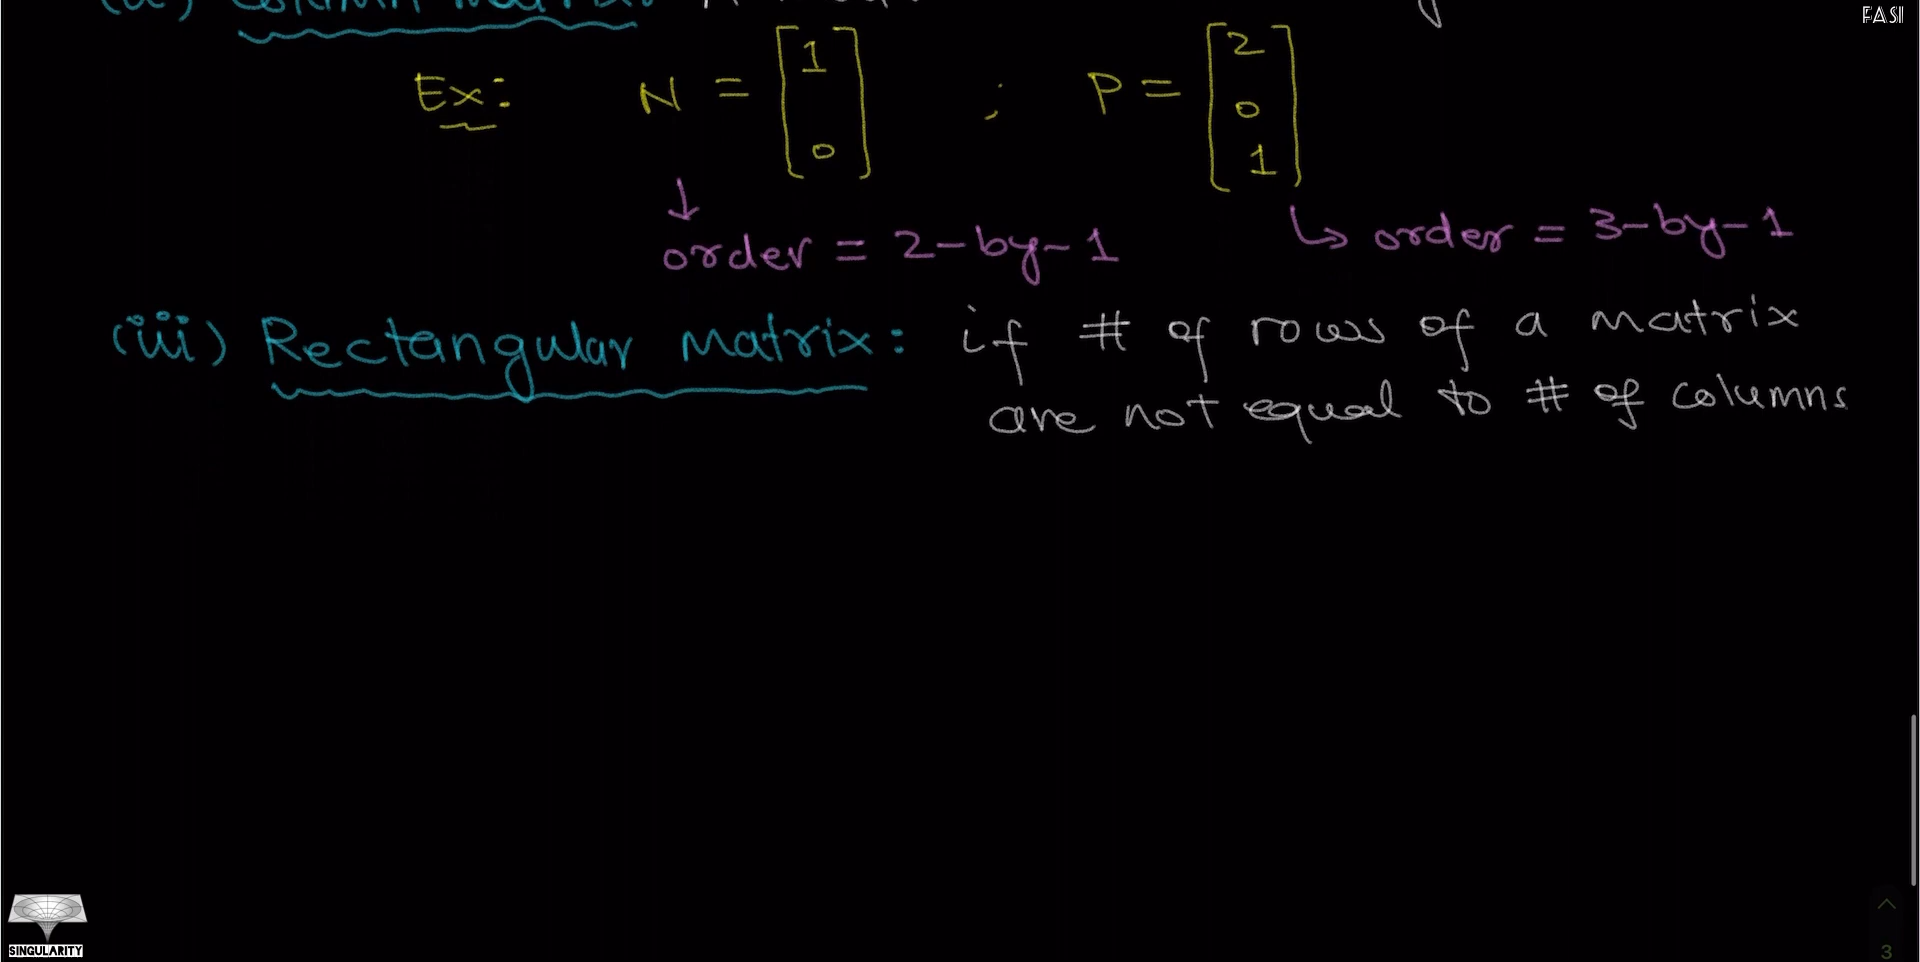 FASI
Ex: N = [1 0] ; P = [2 0 1]
↓ order = 2-by-1 ↳ order = 3-by-1
(iii) Rectangular Matrix: if # of rows of a matrix
are not equal to # of columns
SINGULARITY
3